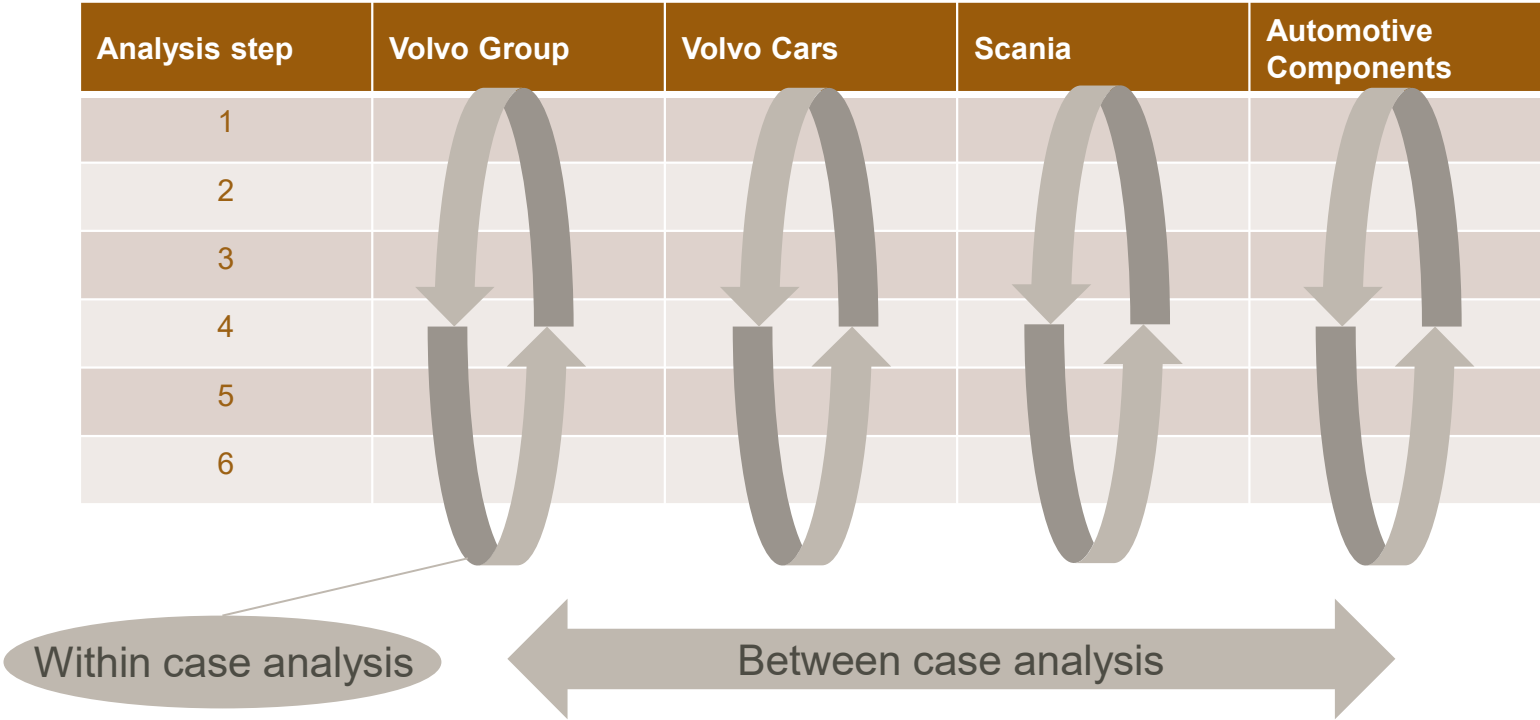 Analysis step
Volvo Group
Volvo Cars
Scania
Automotive
Components
1
2
3
4
5
6
Within case analysis
Between case analysis